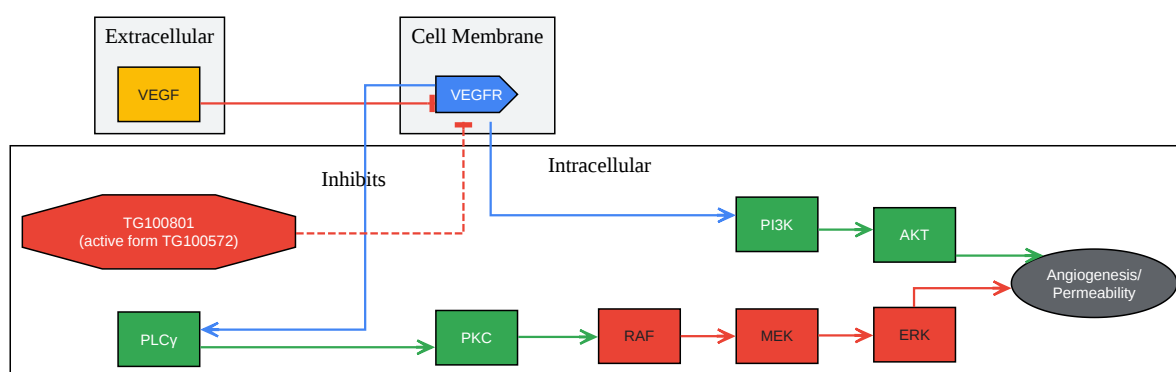 Extracellular
Cell Membrane
VEGF
VEGFR
Intracellular
Inhibits
TG100801
(active form TG100572)
PI3K
AKT
Angiogenesis/
Permeability
PLCγ
PKC
RAF
MEK
ERK